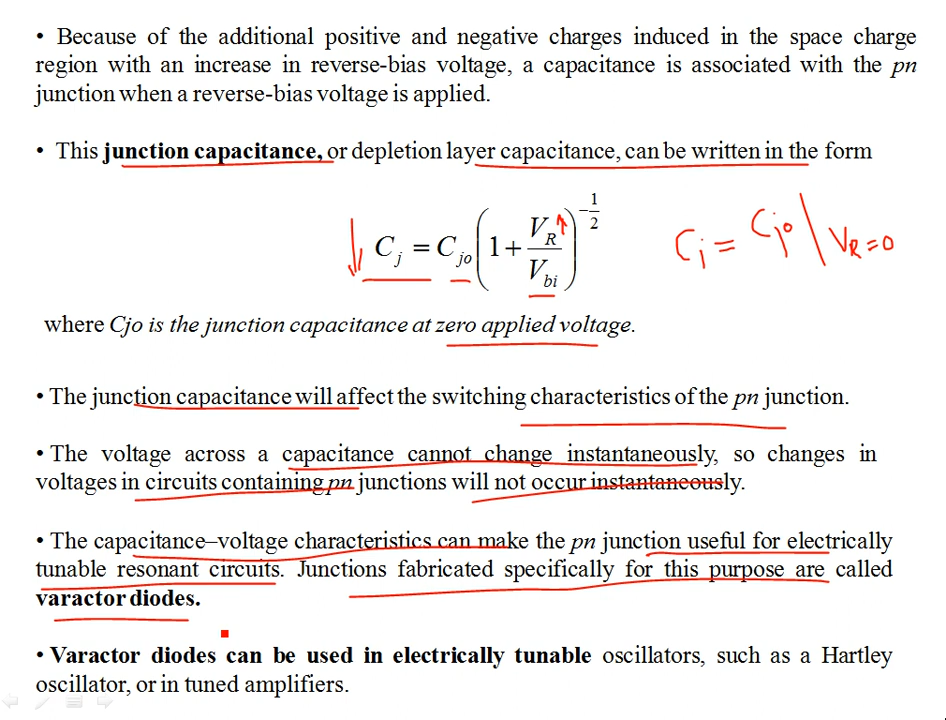 • Because of the additional positive and negative charges induced in the space charge
region with an increase in reverse-bias voltage, a capacitance is associated with the pn
junction when a reverse-bias voltage is applied.
• This junction capacitance, or depletion layer capacitance, can be written in the form
↓ C_j = C_jo (1 + V_R↑ / V_bi)^(-1/2)    C_j = C_jo | V_R=0
where Cjo is the junction capacitance at zero applied voltage.
• The junction capacitance will affect the switching characteristics of the pn junction.
• The voltage across a capacitance cannot change instantaneously, so changes in
voltages in circuits containing pn junctions will not occur instantaneously.
• The capacitance–voltage characteristics can make the pn junction useful for electrically
tunable resonant circuits. Junctions fabricated specifically for this purpose are called
varactor diodes.
• Varactor diodes can be used in electrically tunable oscillators, such as a Hartley
oscillator, or in tuned amplifiers.